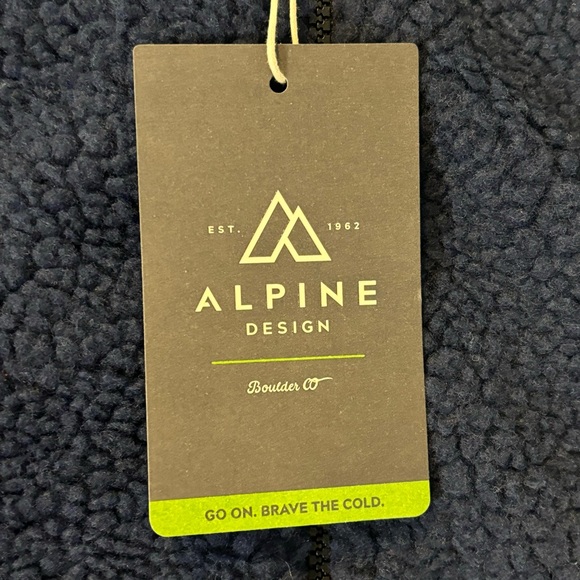 EST. 1962
ALPINE
DESIGN
Boulder CO
GO ON. BRAVE THE COLD.